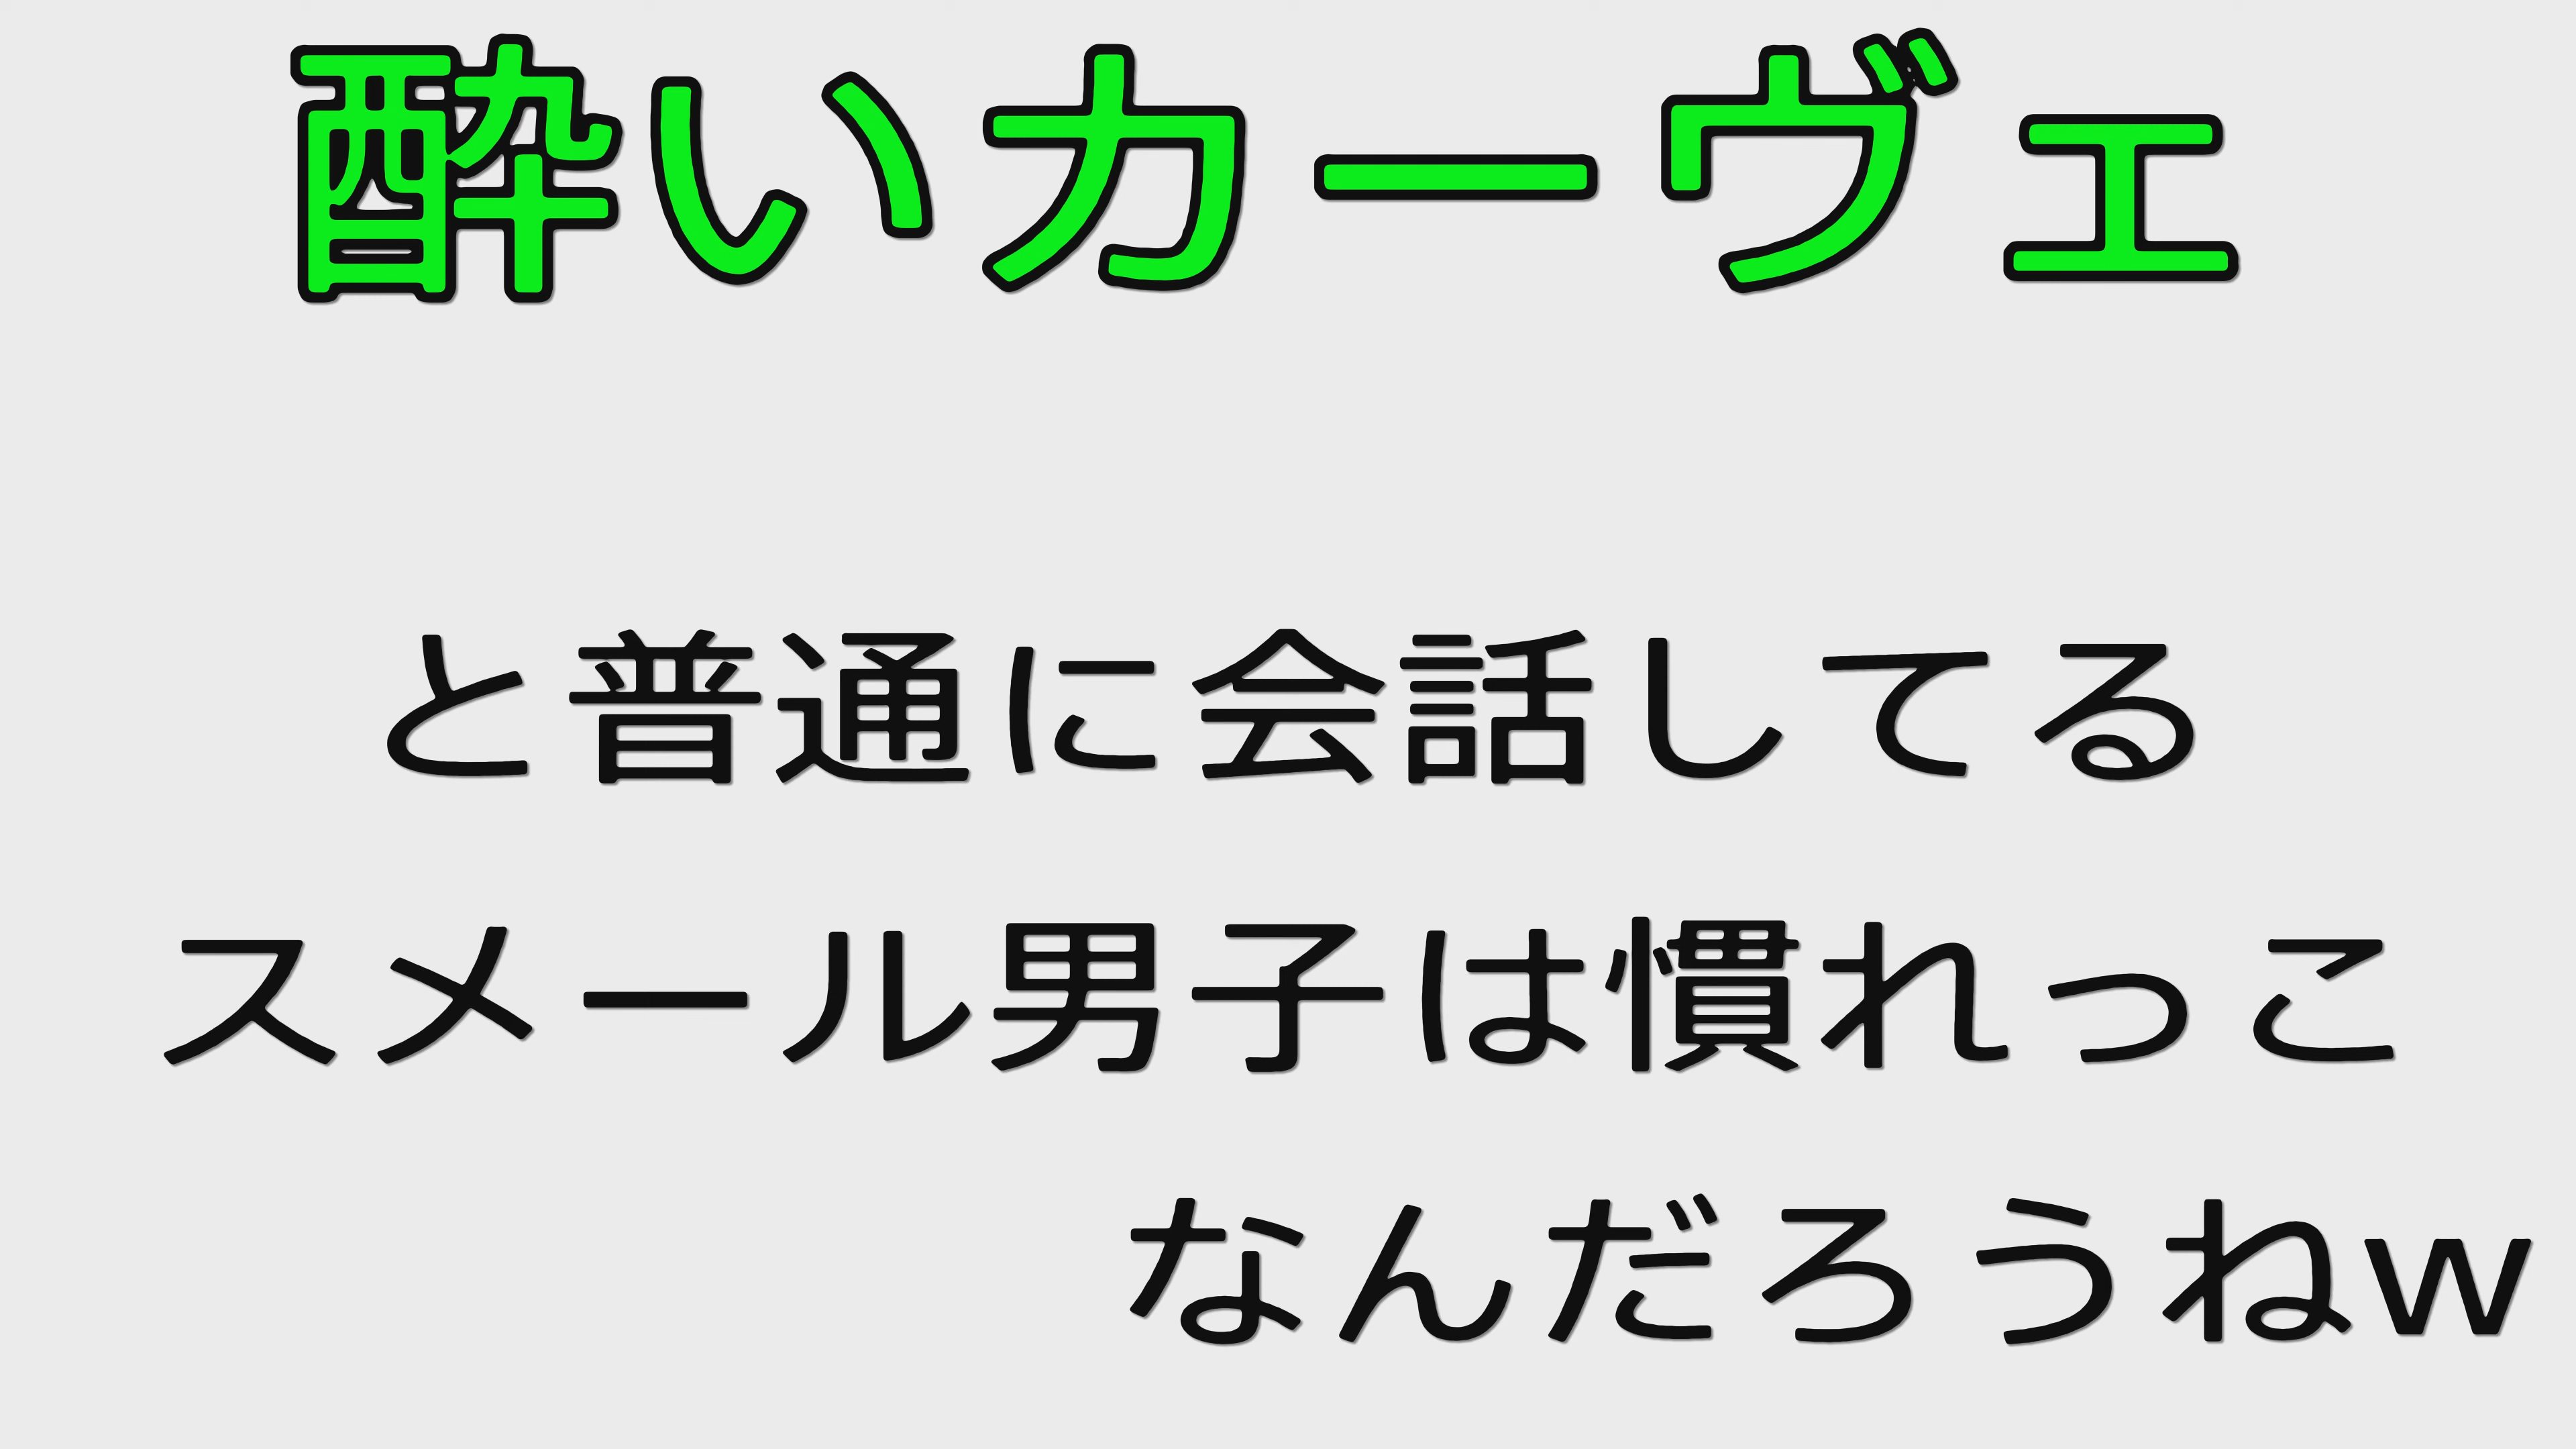 酔いカーヴェ
と普通に会話してる
スメール男子は慣れっこ
なんだろうねw